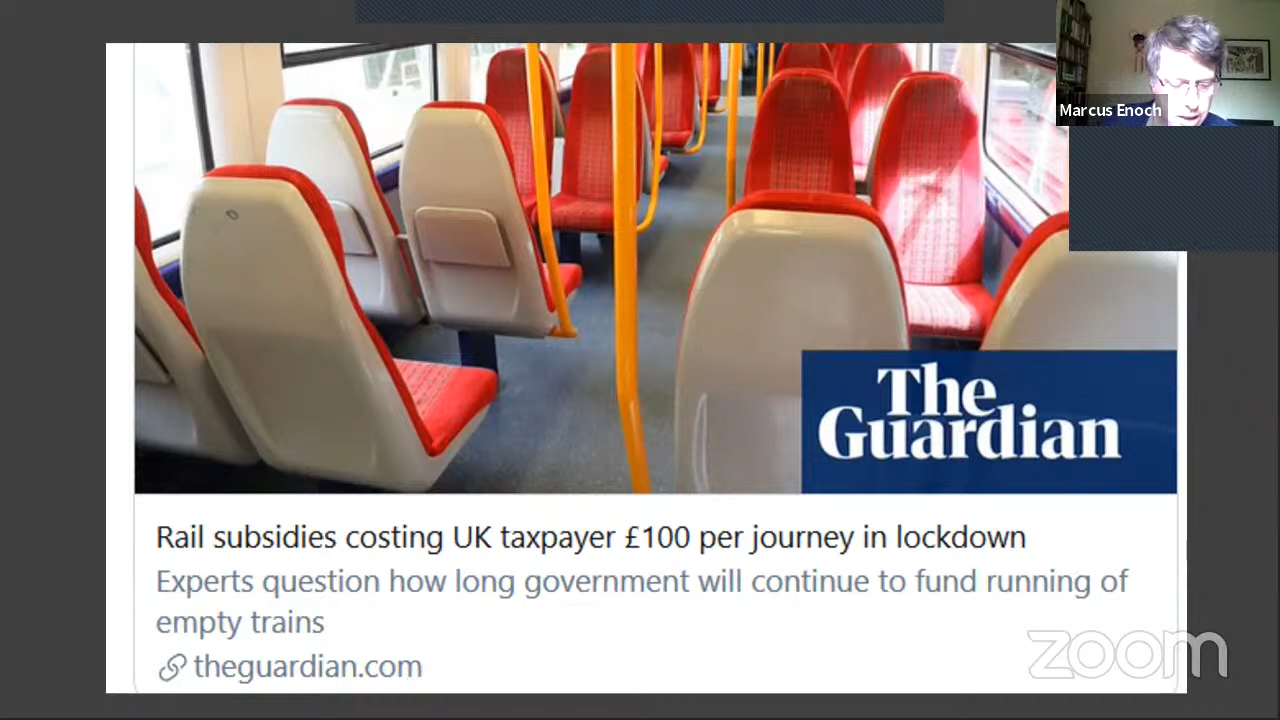 Marcus Enoch
The
Guardian
Rail subsidies costing UK taxpayer £100 per journey in lockdown
Experts question how long government will continue to fund running of
empty trains
theguardian.com
zoom